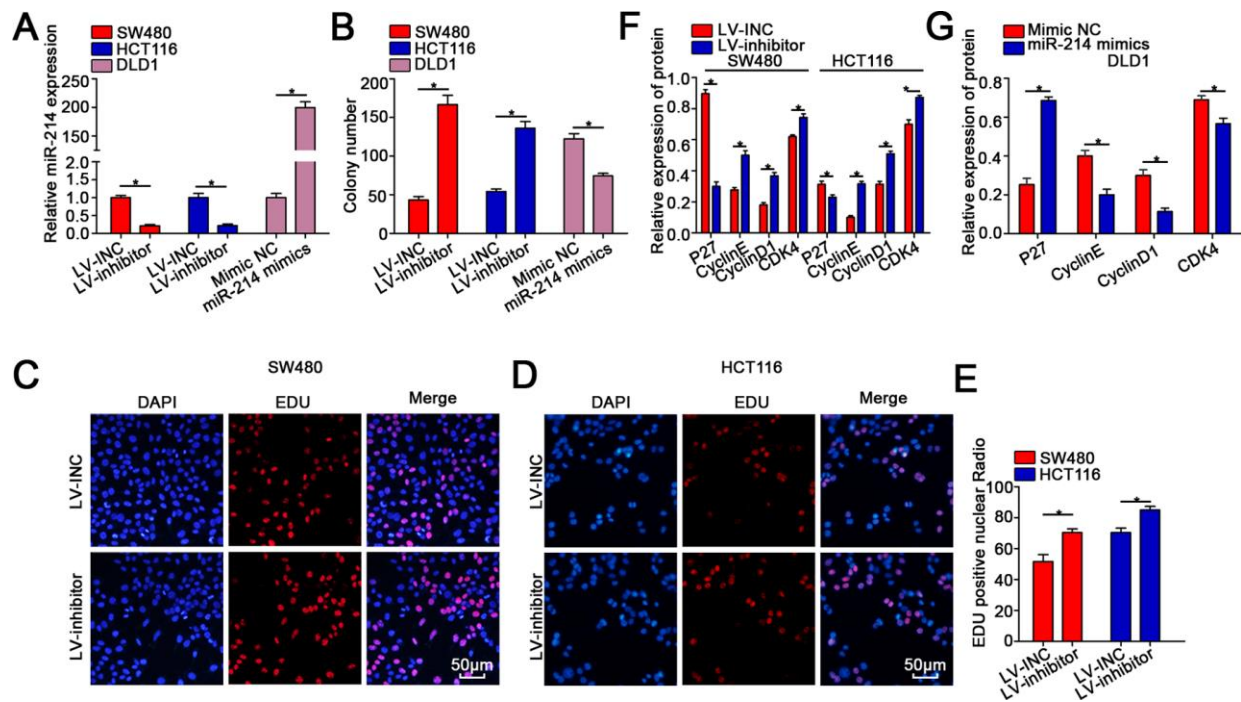 A
SW480
HCT116
DLD1
Relative miR-214 expression
250
200
150
100
1.0
0.5
0.0
*
*
*
LV-INC
LV-inhibitor
LV-INC
LV-inhibitor
Mimic NC
miR-214 mimics
B
SW480
HCT116
DLD1
Colony number
200
150
100
50
0
*
*
*
LV-INC
LV-inhibitor
LV-INC
LV-inhibitor
Mimic NC
miR-214 mimics
F
LV-INC
LV-inhibitor
SW480
HCT116
Relative expression of protein
1.0
0.8
0.6
0.4
0.2
0.0
*
*
*
*
*
*
*
*
P27
CyclinE
CyclinD1
CDK4
P27
CyclinE
CyclinD1
CDK4
G
Mimic NC
miR-214 mimics
DLD1
Relative expression of protein
0.8
0.6
0.4
0.2
0.0
*
*
*
*
P27
CyclinE
CyclinD1
CDK4
C
SW480
DAPI
EDU
Merge
LV-INC
LV-inhibitor
50μm
D
HCT116
DAPI
EDU
Merge
LV-INC
LV-inhibitor
50μm
E
SW480
HCT116
EDU positive nuclear Radio
100
80
60
40
20
0
*
*
LV-INC
LV-inhibitor
LV-INC
LV-inhibitor